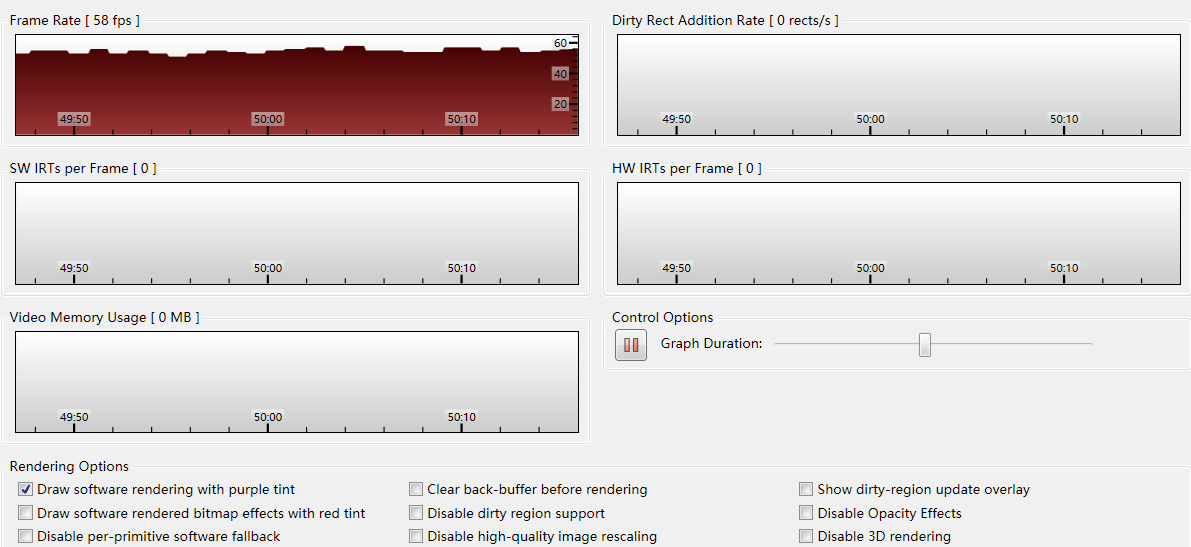 Frame Rate [ 58 fps ]
Dirty Rect Addition Rate [ 0 rects/s ]
60
40
20
49:50
50:00
50:10
49:50
50:00
50:10
SW IRTs per Frame [ 0 ]
HW IRTs per Frame [ 0 ]
49:50
50:00
50:10
49:50
50:00
50:10
Video Memory Usage [ 0 MB ]
Control Options
Graph Duration:
49:50
50:00
50:10
Rendering Options
Draw software rendering with purple tint
Clear back-buffer before rendering
Show dirty-region update overlay
Draw software rendered bitmap effects with red tint
Disable dirty region support
Disable Opacity Effects
Disable per-primitive software fallback
Disable high-quality image rescaling
Disable 3D rendering